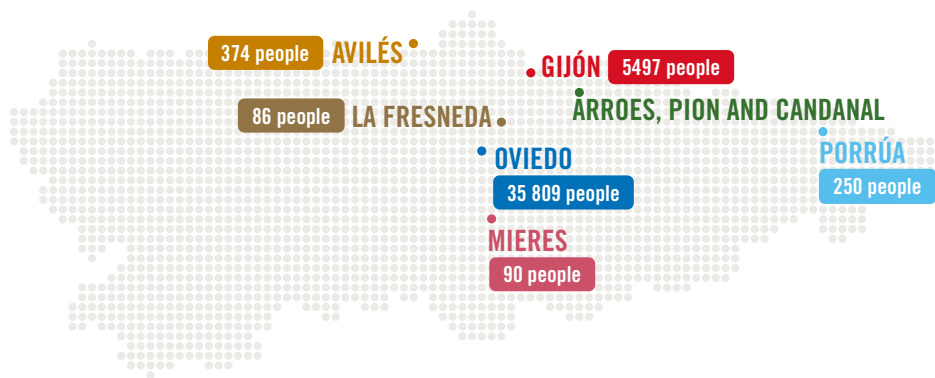 374 people AVILÉS
GIJÓN 5497 people
86 people LA FRESNEDA
ARROES, PION AND CANDANAL
OVIEDO
35 809 people
PORRÚA
250 people
MIERES
90 people